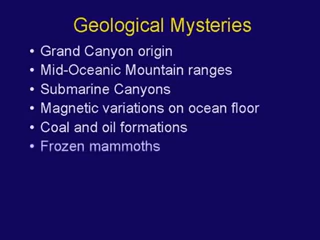 Geological Mysteries
• Grand Canyon origin
• Mid-Oceanic Mountain ranges
• Submarine Canyons
• Magnetic variations on ocean floor
• Coal and oil formations
• Frozen mammoths